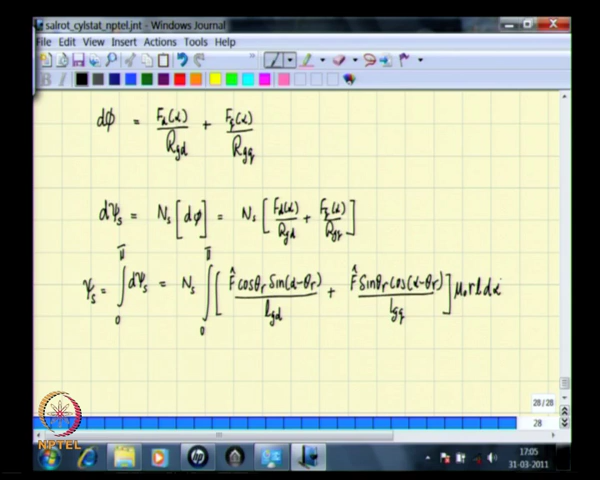 salrot_cylstat_nptel.jnt - Windows Journal
File Edit View Insert Actions Tools Help
dϕ = F_d(α)/R_gd + F_q(α)/R_gq
dψ_s = N_s [dϕ] = N_s [F_d(α)/R_gd + F_q(α)/R_gq]
ψ_s = ∫_0^π dψ_s = N_s ∫_0^π [F̂ cosθ_r sin(α-θ_r)/l_gd + F̂ sinθ_r cos(α-θ_r)/l_gq] μ_0 r l dα
28/28
28
NPTEL
17:05
31-03-2011